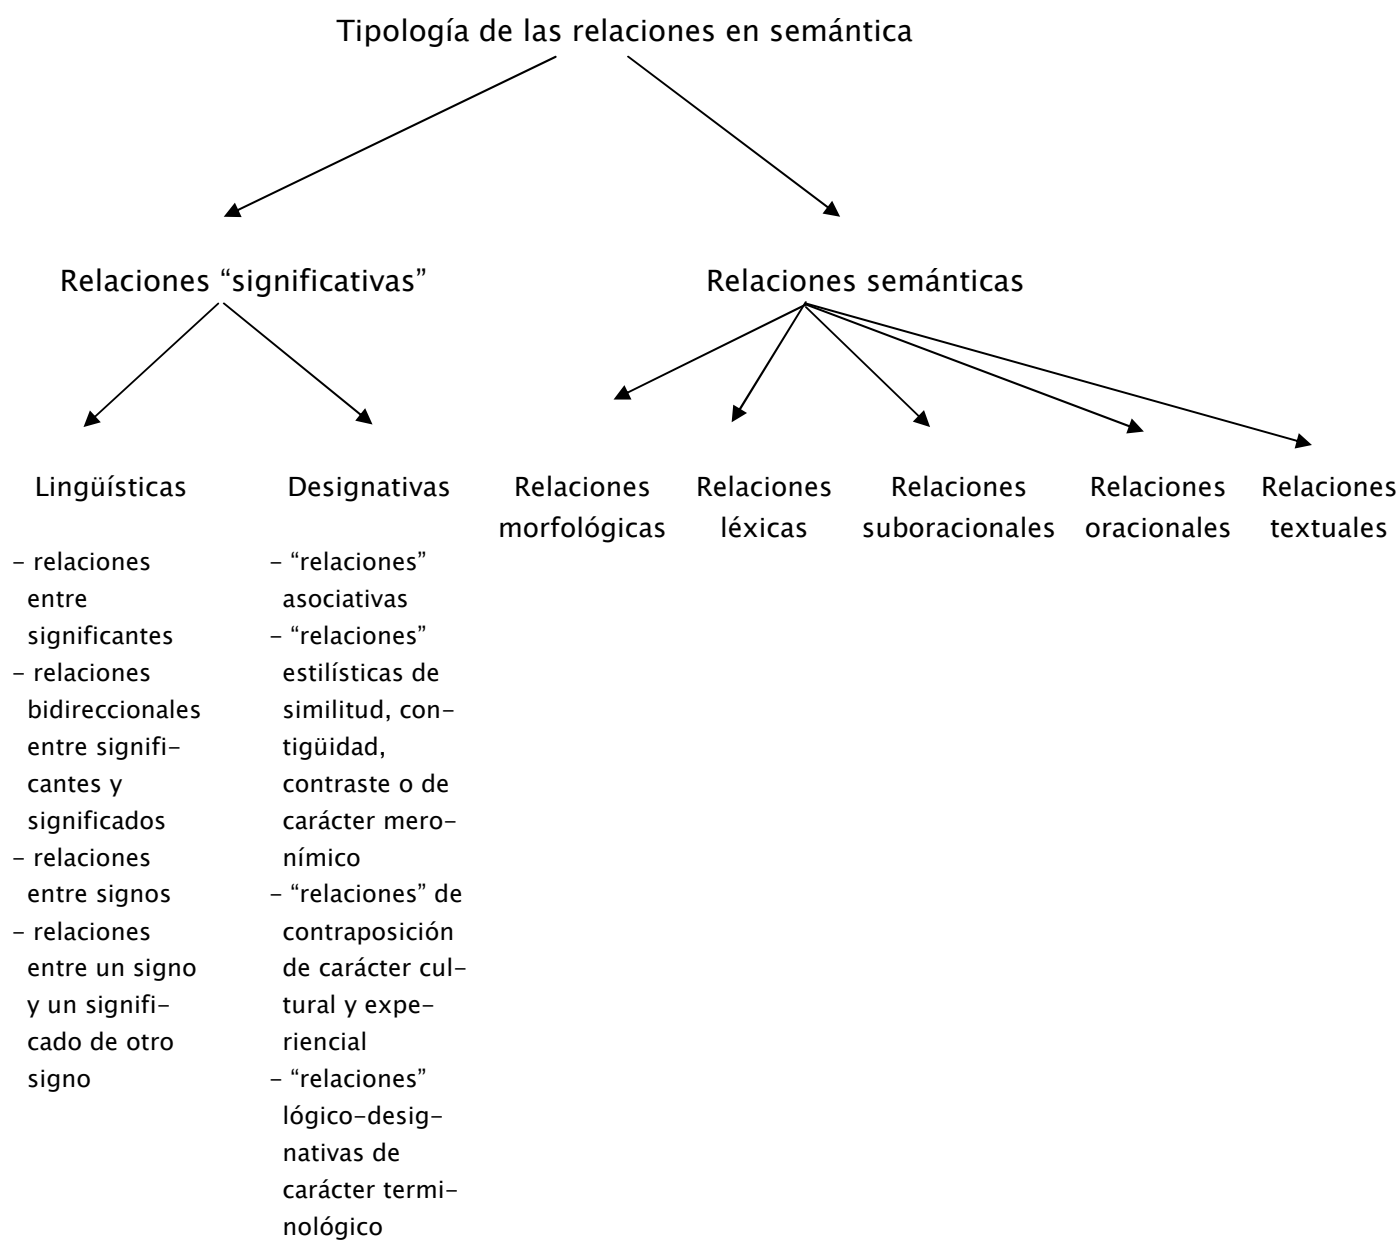 Tipología de las relaciones en semántica
Relaciones “significativas”
Relaciones semánticas
Lingüísticas
– relaciones
entre
significantes
– relaciones
bidireccionales
entre signifi–
cantes y
significados
– relaciones
entre signos
– relaciones
entre un signo
y un signifi–
cado de otro
signo
Designativas
– “relaciones”
asociativas
– “relaciones”
estilísticas de
similitud, con–
tigüidad,
contraste o de
carácter mero–
nímico
– “relaciones” de
contraposición
de carácter cul–
tural y expe–
riencial
– “relaciones”
lógico–desig–
nativas de
carácter termi–
nológico
Relaciones
morfológicas
Relaciones
léxicas
Relaciones
suboracionales
Relaciones
oracionales
Relaciones
textuales